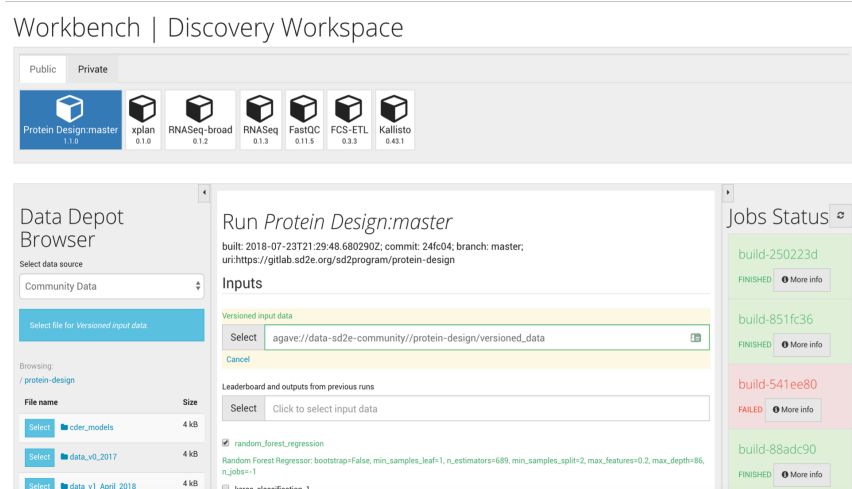 Workbench | Discovery Workspace
Public Private
Protein Design:master
1.1.0
xplan
0.1.0
RNASeq-broad
0.1.2
RNASeq
0.1.3
FastQC
0.11.5
FCS-ETL
0.3.3
Kallisto
0.43.1
Data Depot
Browser
Select data source
Community Data
Select file for Versioned input data.
Browsing:
/ protein-design
File name Size
Select cder_models 4 kB
Select data_v0_2017 4 kB
Select data_v1_April_2018 4 kB
Run Protein Design:master
built: 2018-07-23T21:29:48.680290Z; commit: 24fc04; branch: master;
uri:https://gitlab.sd2e.org/sd2program/protein-design
Inputs
Versioned input data
Select agave://data-sd2e-community//protein-design/versioned_data
Cancel
Leaderboard and outputs from previous runs
Select Click to select input data
random_forest_regression
Random Forest Regressor: bootstrap=False, min_samples_leaf=1, n_estimators=689, min_samples_split=2, max_features=0.2, max_depth=86,
n_jobs=-1
keras_classification_1
Jobs Status
build-250223d
FINISHED More info
build-851fc36
FINISHED More info
build-541ee80
FAILED More info
build-88adc90
FINISHED More info